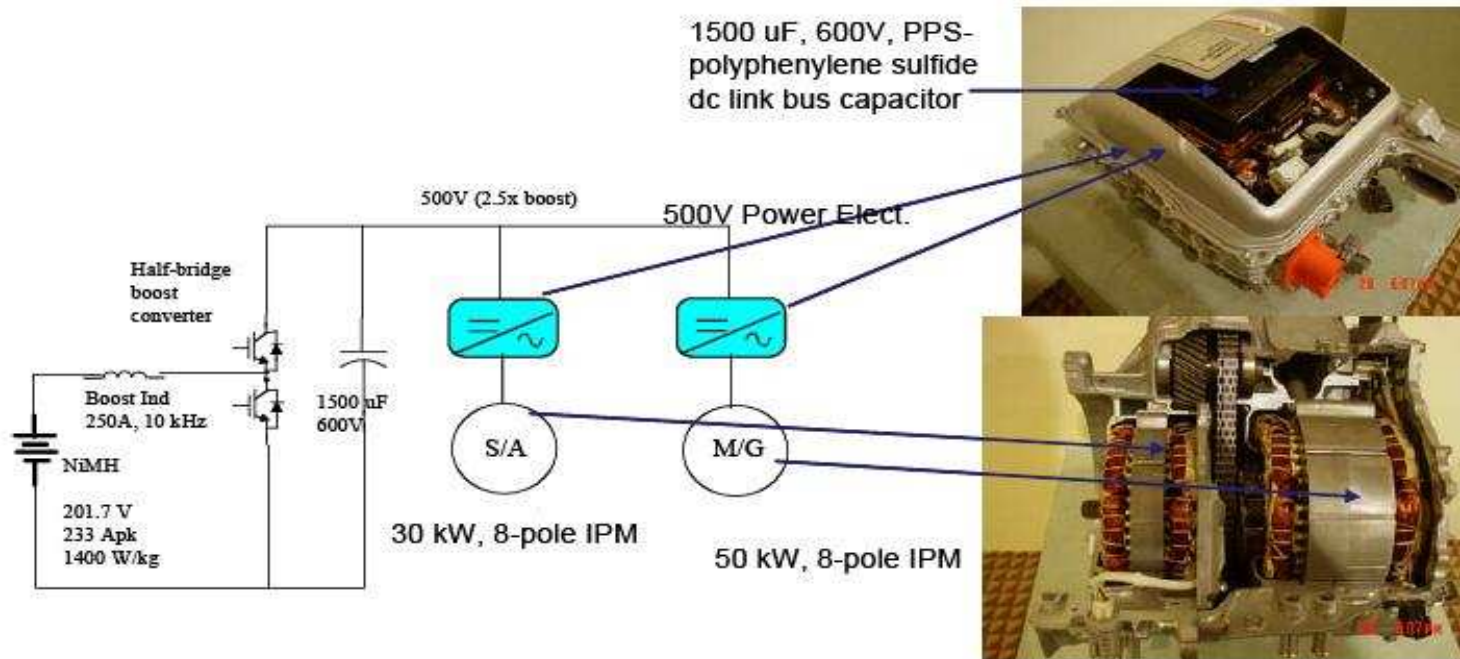 1500 uF, 600V, PPS-
polyphenylene sulfide
dc link bus capacitor
500V (2.5x boost)
500V Power Elect.
Half-bridge
boost
converter
Boost Ind
250A, 10 kHz
1500 uF
600V
NiMH
201.7 V
233 Apk
1400 W/kg
S/A
M/G
30 kW, 8-pole IPM
50 kW, 8-pole IPM